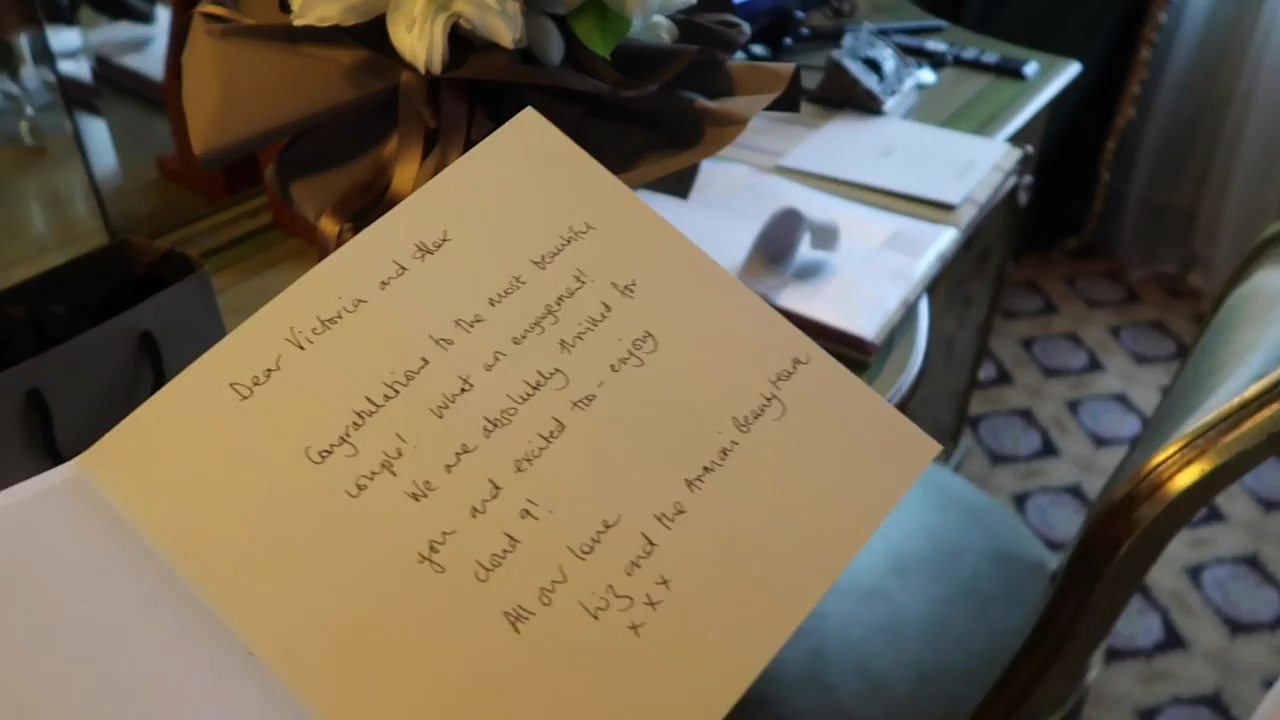 Dear Victoria and Alex
Congratulations to the most beautiful
couple! What an engagement!
We are absolutely thrilled for
you and excited too - enjoy
cloud 9!
All our love
Liz and the Armani Beauty team
x x x